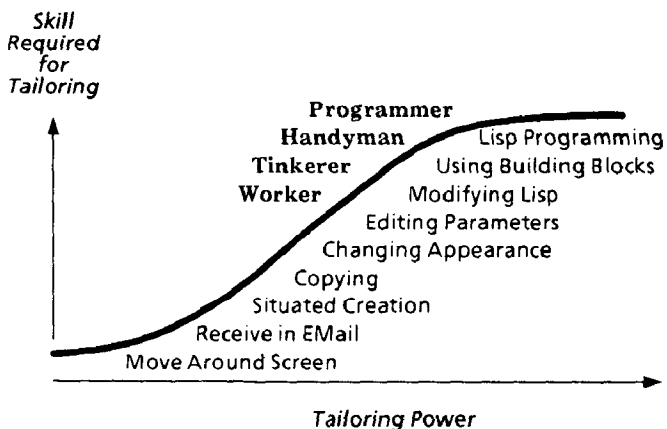 Skill
Required
for
Tailoring
Programmer
Handyman
Lisp Programming
Tinkerer
Using Building Blocks
Worker
Modifying Lisp
Editing Parameters
Changing Appearance
Copying
Situated Creation
Receive in EMail
Move Around Screen
Tailoring Power